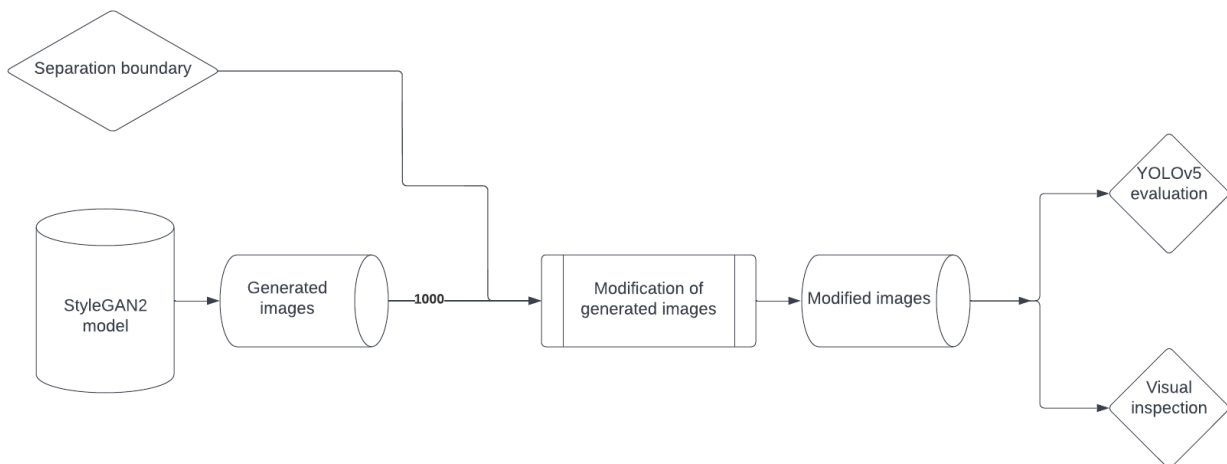 Separation boundary
StyleGAN2
model
Generated
images
1000
Modification of
generated images
Modified images
YOLOv5
evaluation
Visual
inspection